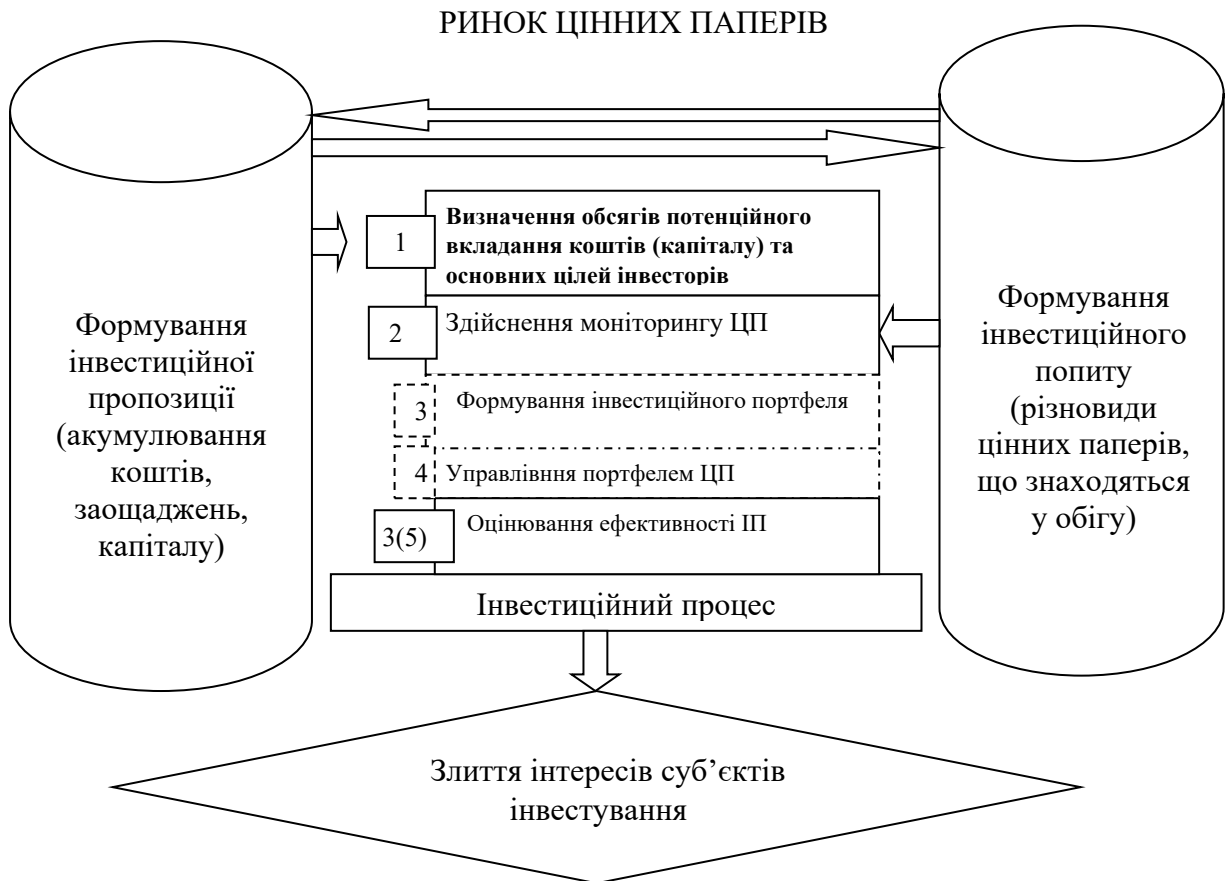 РИНОК ЦІННИХ ПАПЕРІВ
Формування
інвестиційної
пропозиції
(акумулювання
коштів,
заощаджень,
капіталу)
1
Визначення обсягів потенційного
вкладання коштів (капіталу) та
основних цілей інвесторів
2
Здійснення моніторингу ЦП
3
Формування інвестиційного портфеля
4
Управлівння портфелем ЦП
3(5)
Оцінювання ефективності ІП
Інвестиційний процес
Формування
інвестиційного
попиту
(різновиди
цінних паперів,
що знаходяться
у обігу)
Злиття інтересів суб’єктів
інвестування